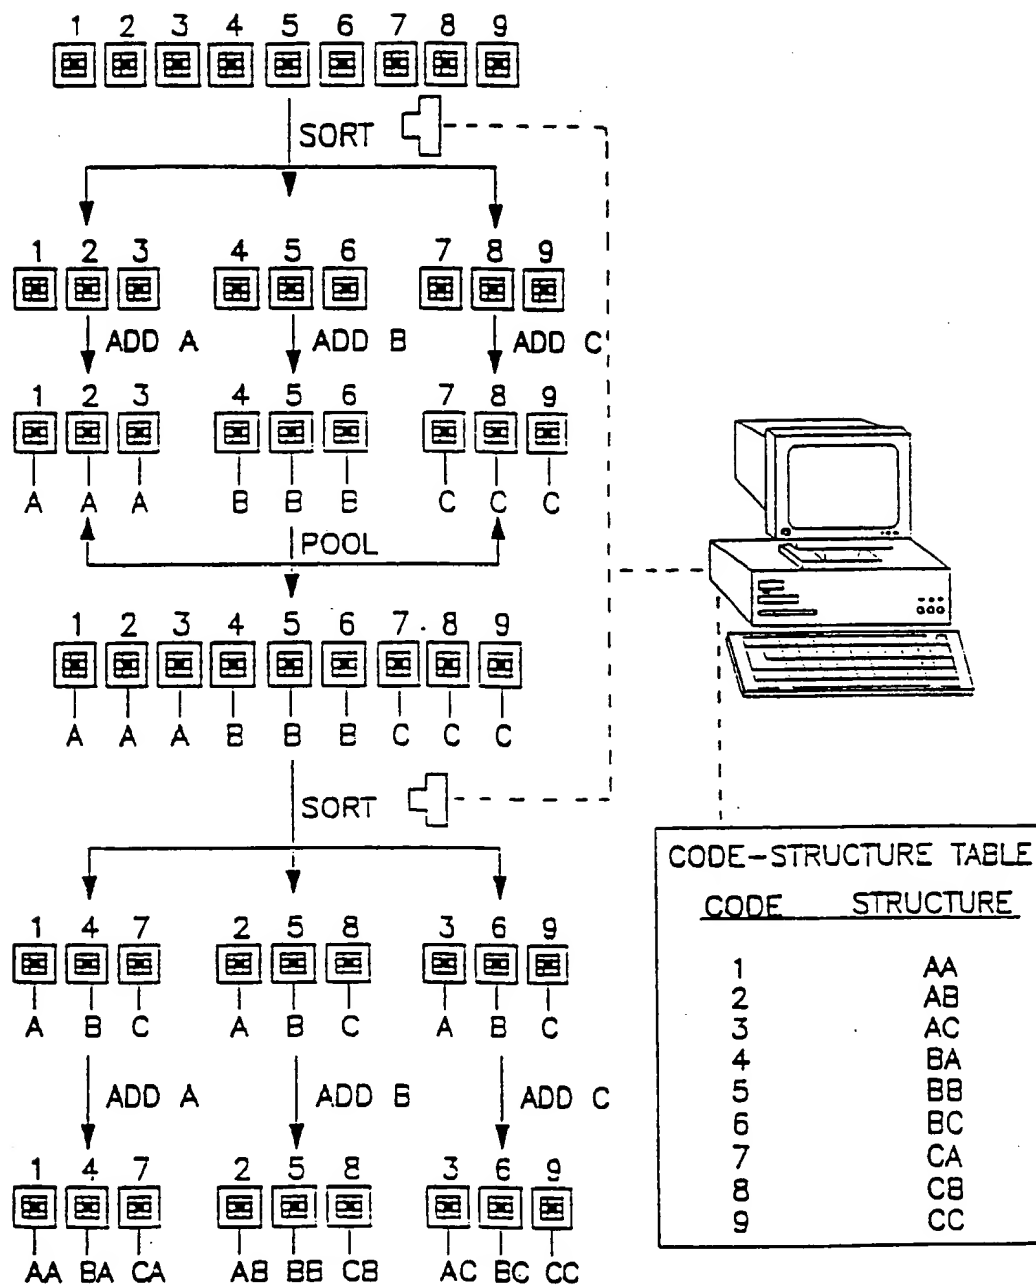 1 2 3 4 5 6 7 8 9
SORT
1 2 3 4 5 6 7 8 9
ADD A ADD B ADD C
1 2 3 4 5 6 7 8 9
A A A B B B C C C
POOL
1 2 3 4 5 6 7 8 9
A A A B B B C C C
SORT
1 4 7 2 5 8 3 6 9
A B C A B C A B C
ADD A ADD B ADD C
1 4 7 2 5 8 3 6 9
AA BA CA AB BB CB AC BC CC
CODE-STRUCTURE TABLE
CODE STRUCTURE
1 AA
2 AB
3 AC
4 BA
5 BB
6 BC
7 CA
8 CB
9 CC